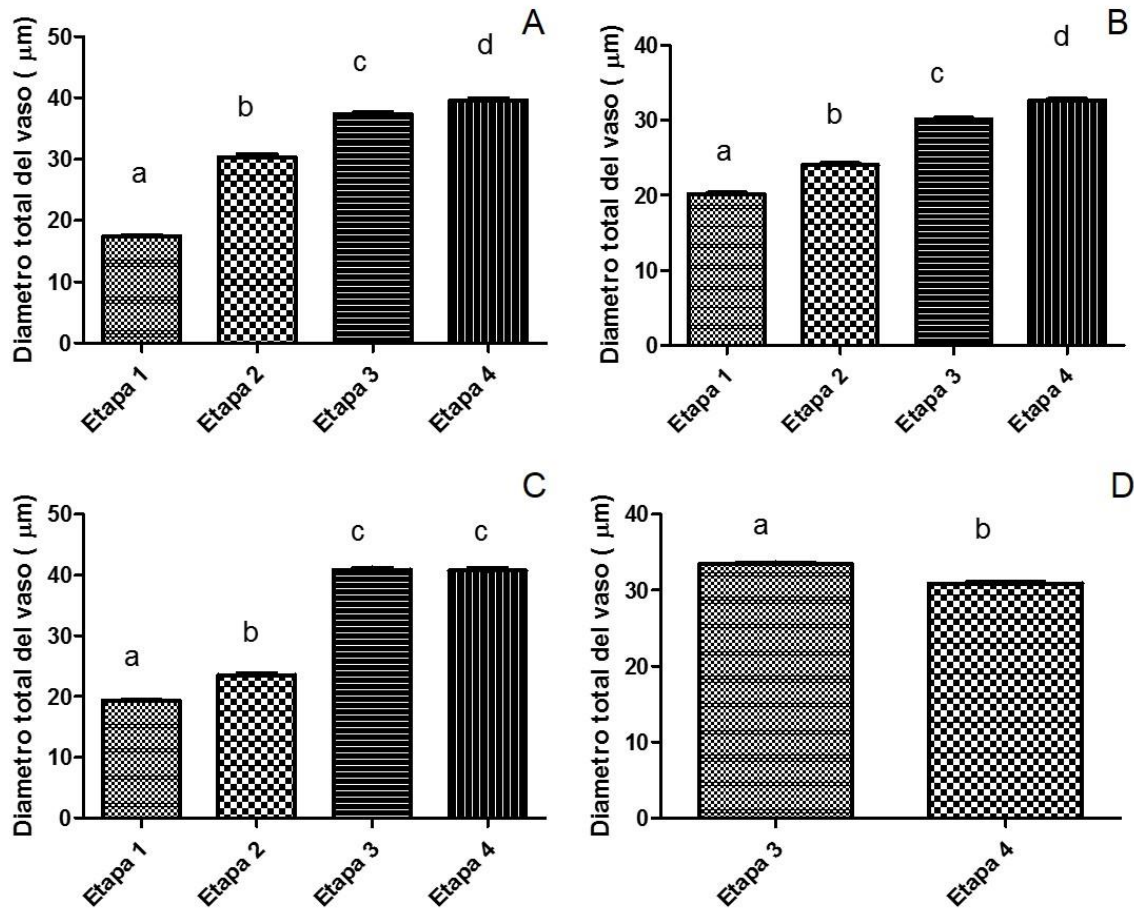 A
Diametro total del vaso ( µm)
50
40
30
20
10
0
a
b
c
d
Etapa 1
Etapa 2
Etapa 3
Etapa 4
B
Diametro total del vaso ( µm)
40
30
20
10
0
a
b
c
d
Etapa 1
Etapa 2
Etapa 3
Etapa 4
C
Diametro total del vaso ( µm)
50
40
30
20
10
0
a
b
c
c
Etapa 1
Etapa 2
Etapa 3
Etapa 4
D
Diametro total del vaso ( µm)
40
30
20
10
0
a
b
Etapa 3
Etapa 4